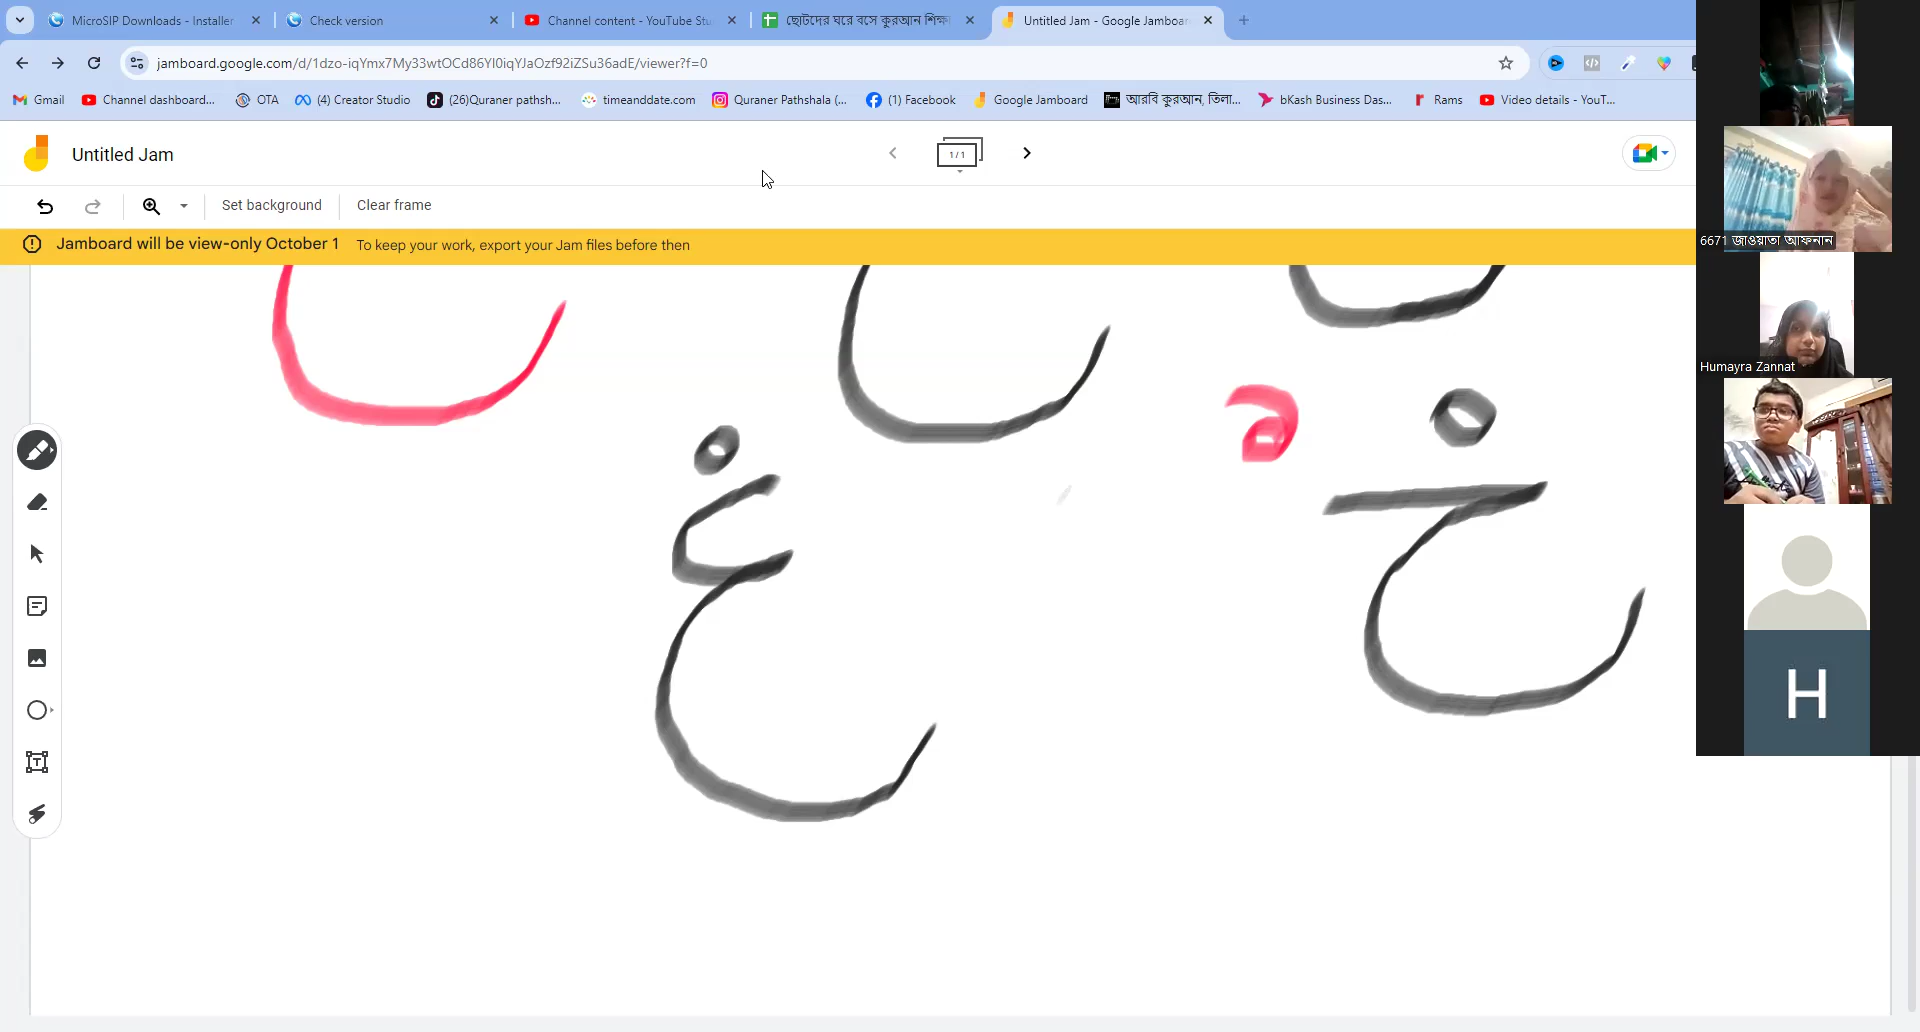 MicroSIP Downloads - Installer
Check version
Channel content - YouTube Stu
ছোটদের ঘরে বসে কুরআন শিক্ষ
Untitled Jam - Google Jamboar
jamboard.google.com/d/1dzo-iqYmx7My33wtOCd86Yl0iqYJaOzf92iZSu36adE/viewer?f=0
Gmail
Channel dashboard...
OTA
(4) Creator Studio
(26)Quraner pathsh...
timeanddate.com
Quraner Pathshala (...
(1) Facebook
Google Jamboard
আরবি কুরআন, তিলা...
bKash Business Das...
Rams
Video details - YouT...
Untitled Jam
1/1
Set background
Clear frame
Jamboard will be view-only October 1 To keep your work, export your Jam files before then
6671 জাওয়াতা আফনান
Humayra Zannat
حْ
عْ
H